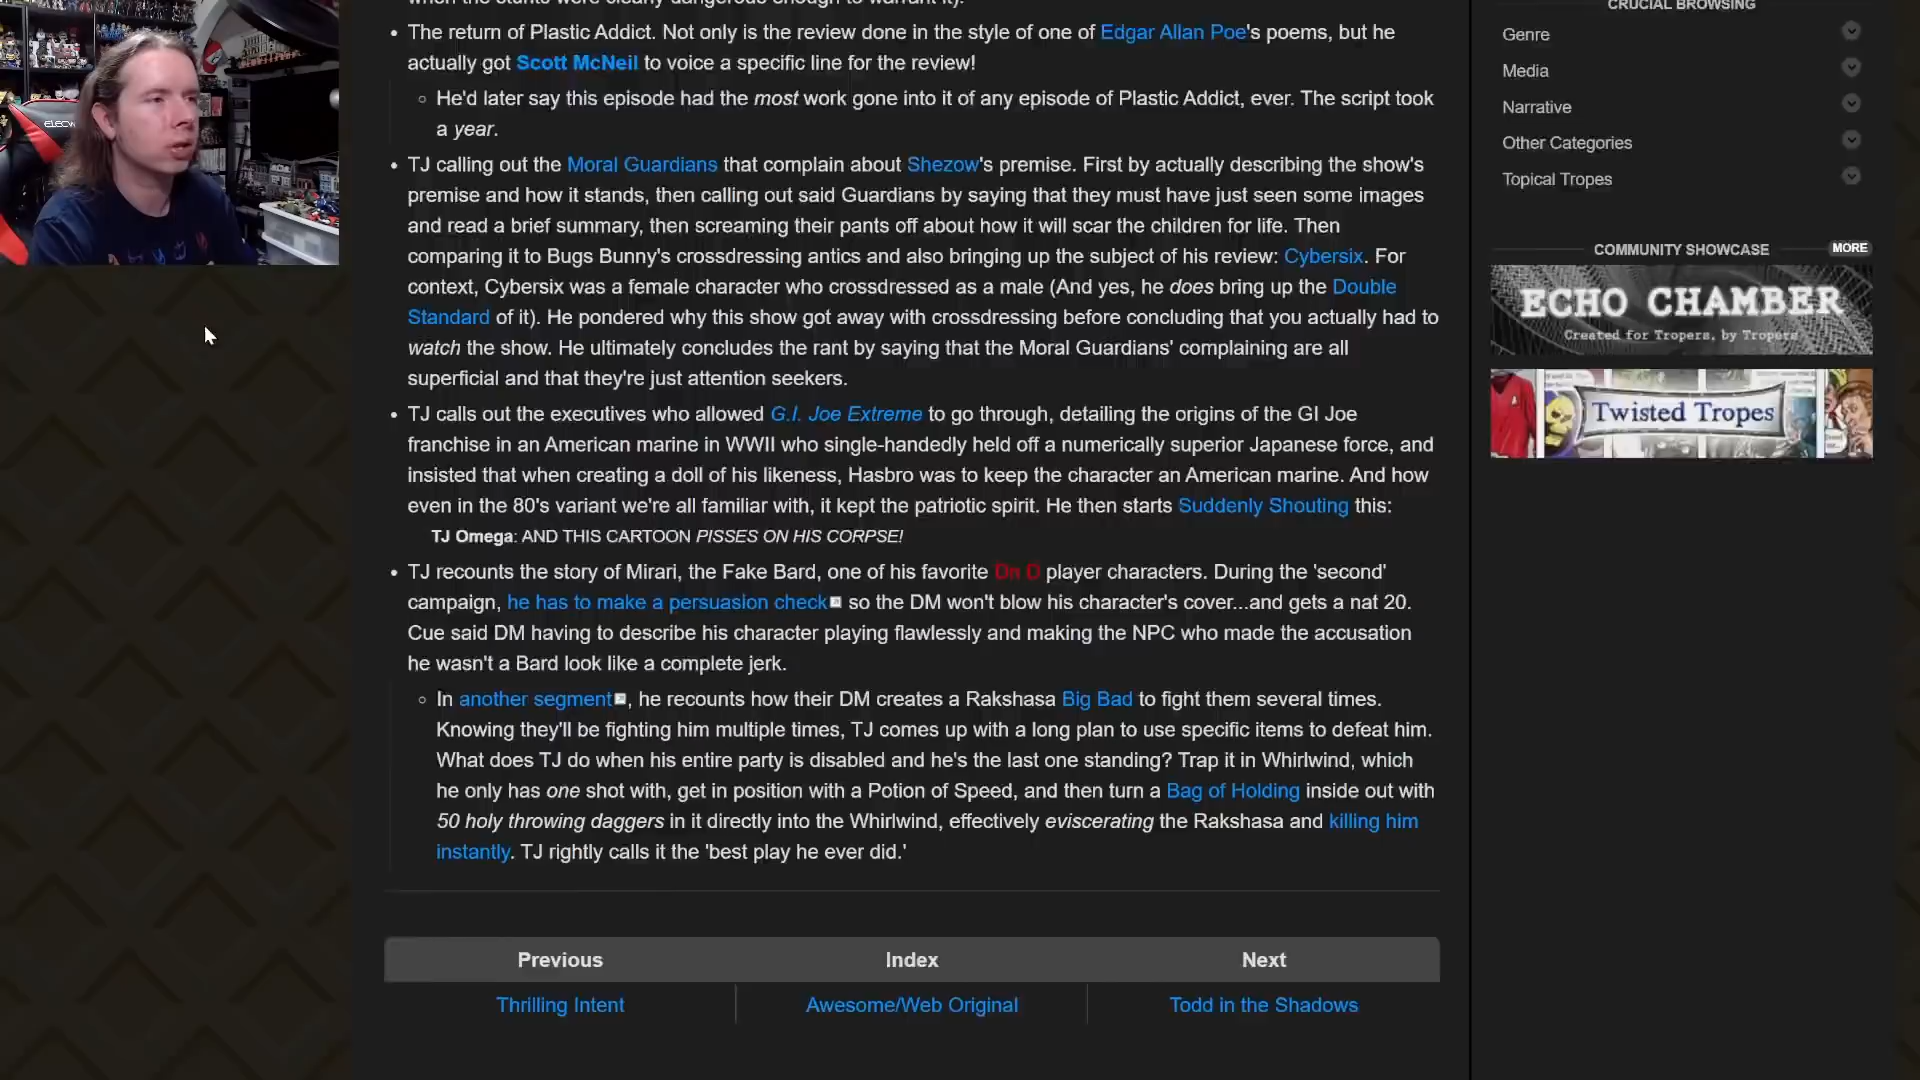 when the stunts were clearly dangerous enough to warrant it).
CRUCIAL BROWSING
The return of Plastic Addict. Not only is the review done in the style of one of Edgar Allan Poe's poems, but he
actually got Scott McNeil to voice a specific line for the review!
He'd later say this episode had the most work gone into it of any episode of Plastic Addict, ever. The script took
a year.
TJ calling out the Moral Guardians that complain about Shezow's premise. First by actually describing the show's
premise and how it stands, then calling out said Guardians by saying that they must have just seen some images
and read a brief summary, then screaming their pants off about how it will scar the children for life. Then
comparing it to Bugs Bunny's crossdressing antics and also bringing up the subject of his review: Cybersix. For
context, Cybersix was a female character who crossdressed as a male (And yes, he does bring up the Double
Standard of it). He pondered why this show got away with crossdressing before concluding that you actually had to
watch the show. He ultimately concludes the rant by saying that the Moral Guardians' complaining are all
superficial and that they're just attention seekers.
TJ calls out the executives who allowed G.I. Joe Extreme to go through, detailing the origins of the GI Joe
franchise in an American marine in WWII who single-handedly held off a numerically superior Japanese force, and
insisted that when creating a doll of his likeness, Hasbro was to keep the character an American marine. And how
even in the 80's variant we're all familiar with, it kept the patriotic spirit. He then starts Suddenly Shouting this:
TJ Omega: AND THIS CARTOON PISSES ON HIS CORPSE!
TJ recounts the story of Mirari, the Fake Bard, one of his favorite Dn D player characters. During the 'second'
campaign, he has to make a persuasion check so the DM won't blow his character's cover...and gets a nat 20.
Cue said DM having to describe his character playing flawlessly and making the NPC who made the accusation
he wasn't a Bard look like a complete jerk.
In another segment, he recounts how their DM creates a Rakshasa Big Bad to fight them several times.
Knowing they'll be fighting him multiple times, TJ comes up with a long plan to use specific items to defeat him.
What does TJ do when his entire party is disabled and he's the last one standing? Trap it in Whirlwind, which
he only has one shot with, get in position with a Potion of Speed, and then turn a Bag of Holding inside out with
50 holy throwing daggers in it directly into the Whirlwind, effectively eviscerating the Rakshasa and killing him
instantly. TJ rightly calls it the 'best play he ever did.'
Previous Index Next
Thrilling Intent Awesome/Web Original Todd in the Shadows
Genre
Media
Narrative
Other Categories
Topical Tropes
COMMUNITY SHOWCASE MORE
ECHO CHAMBER
Created for Tropers, by Tropers
Twisted Tropes